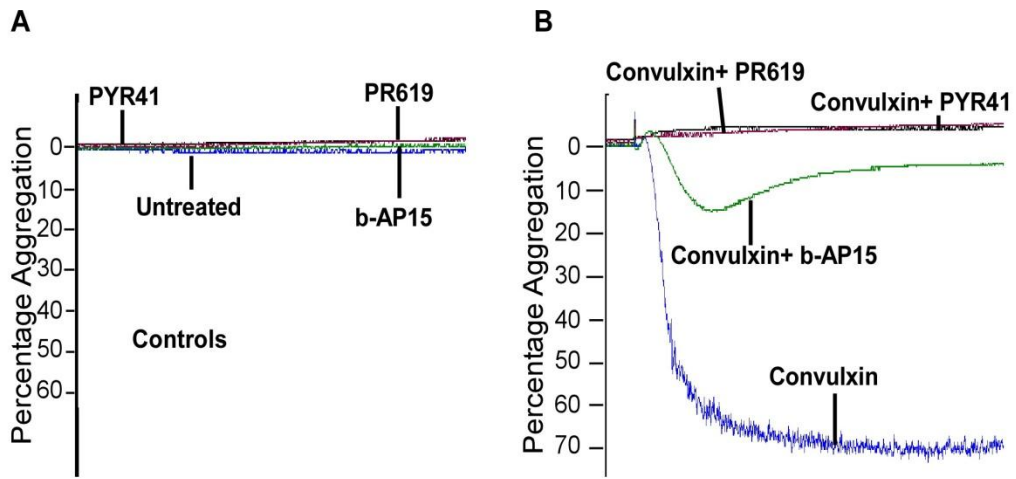 A
PYR41
PR619
Percentage Aggregation
0
10
20
30
40
50
60
Untreated
b-AP15
Controls
B
Convulxin+ PR619
Convulxin+ PYR41
Percentage Aggregation
0
10
20
30
40
50
60
70
Convulxin+ b-AP15
Convulxin